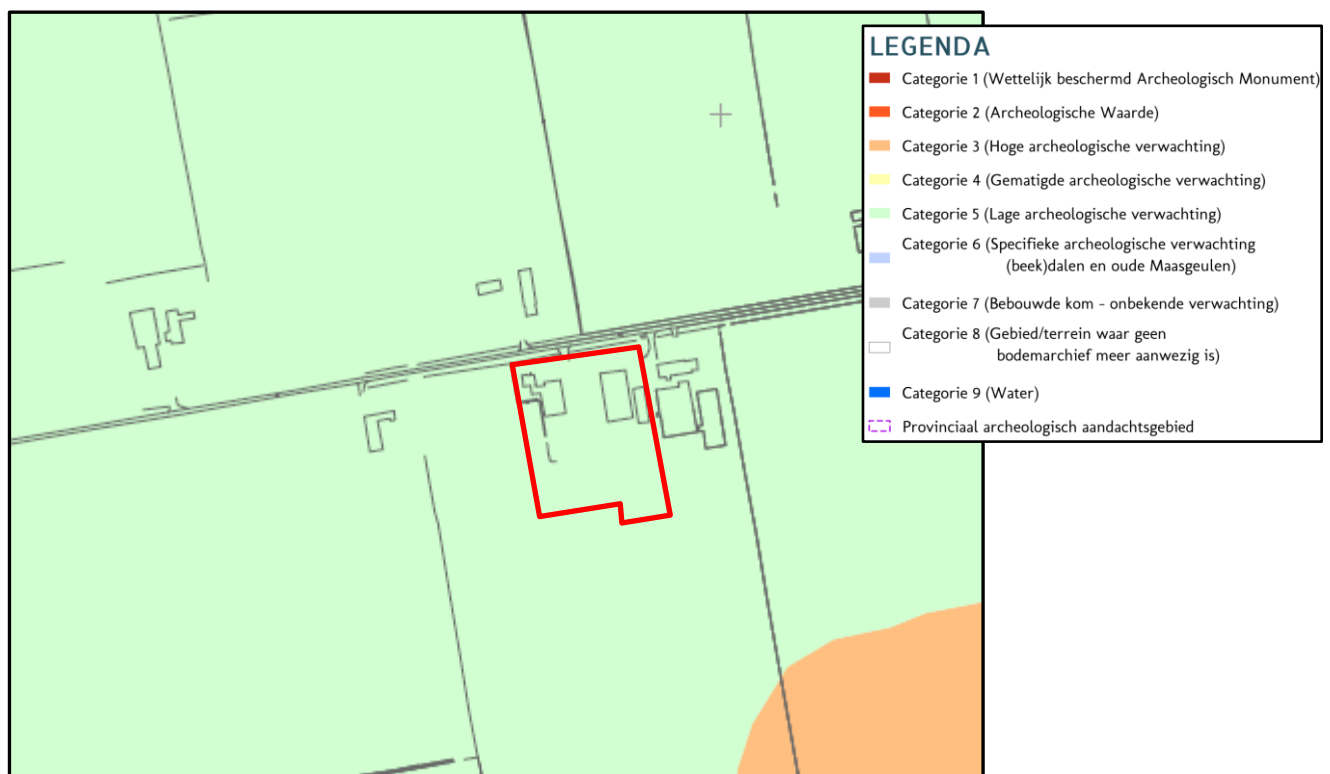 LEGENDA
Categorie 1 (Wettelijk beschermd Archeologisch Monument)
Categorie 2 (Archeologische Waarde)
Categorie 3 (Hoge archeologische verwachting)
Categorie 4 (Gematigde archeologische verwachting)
Categorie 5 (Lage archeologische verwachting)
Categorie 6 (Specifieke archeologische verwachting
(beek)dalen en oude Maasgeulen)
Categorie 7 (Bebouwde kom - onbekende verwachting)
Categorie 8 (Gebied/terrein waar geen
bodemarchief meer aanwezig is)
Categorie 9 (Water)
Provinciaal archeologisch aandachtsgebied